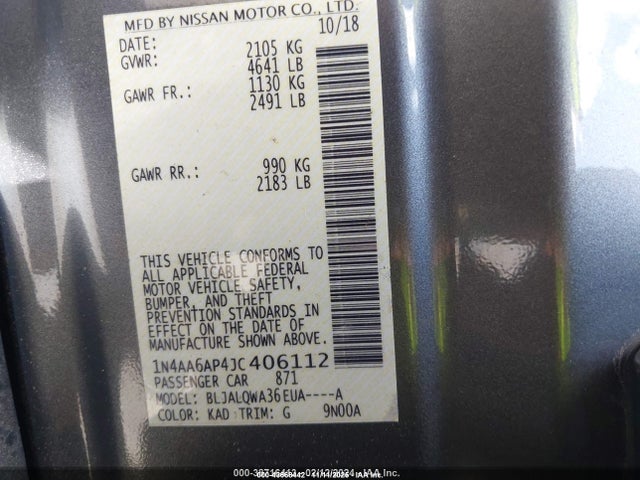 MFD BY NISSAN MOTOR CO., LTD.
DATE: 10/18
GVWR: 2105 KG
4641 LB
GAWR FR.: 1130 KG
2491 LB
GAWR RR.: 990 KG
2183 LB
THIS VEHICLE CONFORMS TO
ALL APPLICABLE FEDERAL
MOTOR VEHICLE SAFETY,
BUMPER, AND THEFT
PREVENTION STANDARDS IN
EFFECT ON THE DATE OF
MANUFACTURE SHOWN ABOVE.
1N4AA6AP4JC406112
PASSENGER CAR 871
MODEL: BLJALQWA36EUA----A
COLOR: KAD TRIM: G 9N00A